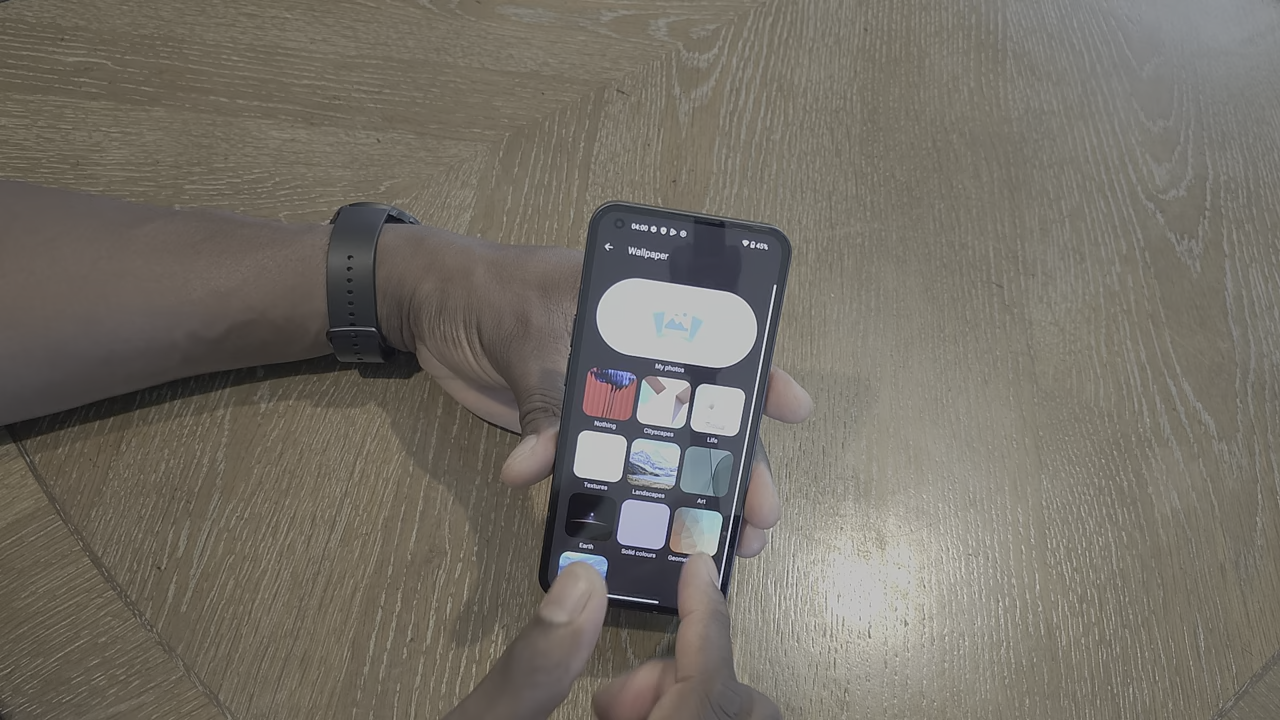 04:00
45%
Wallpaper
My photos
Nothing
Cityscapes
Life
Textures
Landscapes
Art
Earth
Solid colours